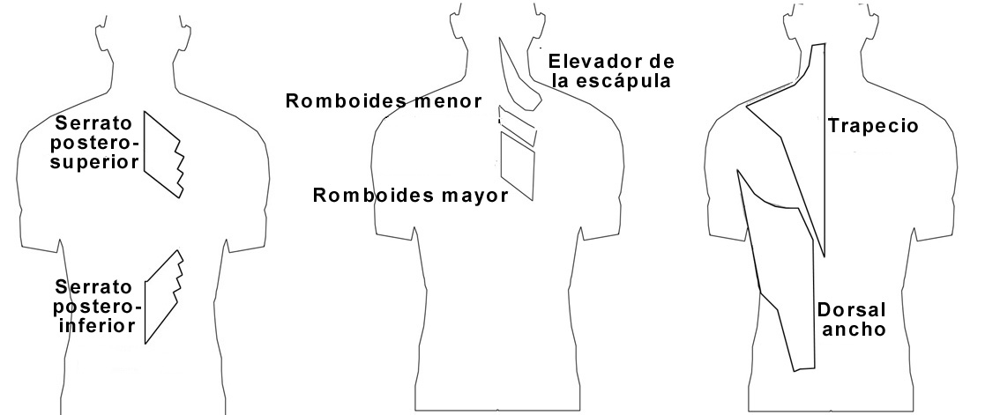 Serrato
postero-
superior
Serrato
postero-
inferior
Elevador de
la escápula
Romboides menor
Romboides mayor
Trapecio
Dorsal
ancho